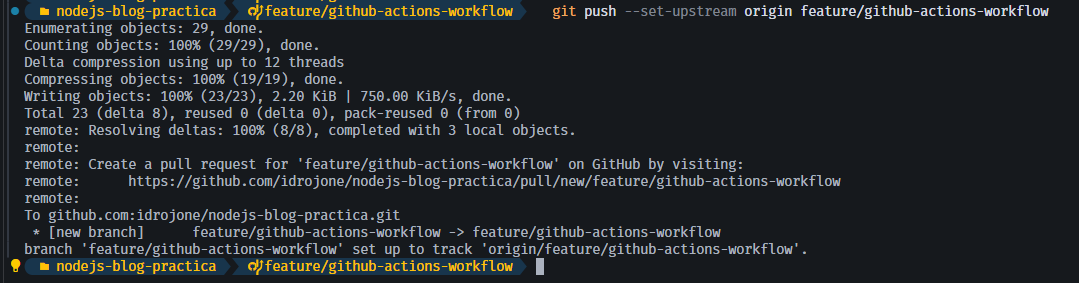 nodejs-blog-practica feature/github-actions-workflow git push --set-upstream origin feature/github-actions-workflow
Enumerating objects: 29, done.
Counting objects: 100% (29/29), done.
Delta compression using up to 12 threads
Compressing objects: 100% (19/19), done.
Writing objects: 100% (23/23), 2.20 KiB | 750.00 KiB/s, done.
Total 23 (delta 8), reused 0 (delta 0), pack-reused 0 (from 0)
remote: Resolving deltas: 100% (8/8), completed with 3 local objects.
remote:
remote: Create a pull request for 'feature/github-actions-workflow' on GitHub by visiting:
remote:      https://github.com/idrojone/nodejs-blog-practica/pull/new/feature/github-actions-workflow
remote:
To github.com:idrojone/nodejs-blog-practica.git
 * [new branch]      feature/github-actions-workflow -> feature/github-actions-workflow
branch 'feature/github-actions-workflow' set up to track 'origin/feature/github-actions-workflow'.
nodejs-blog-practica feature/github-actions-workflow